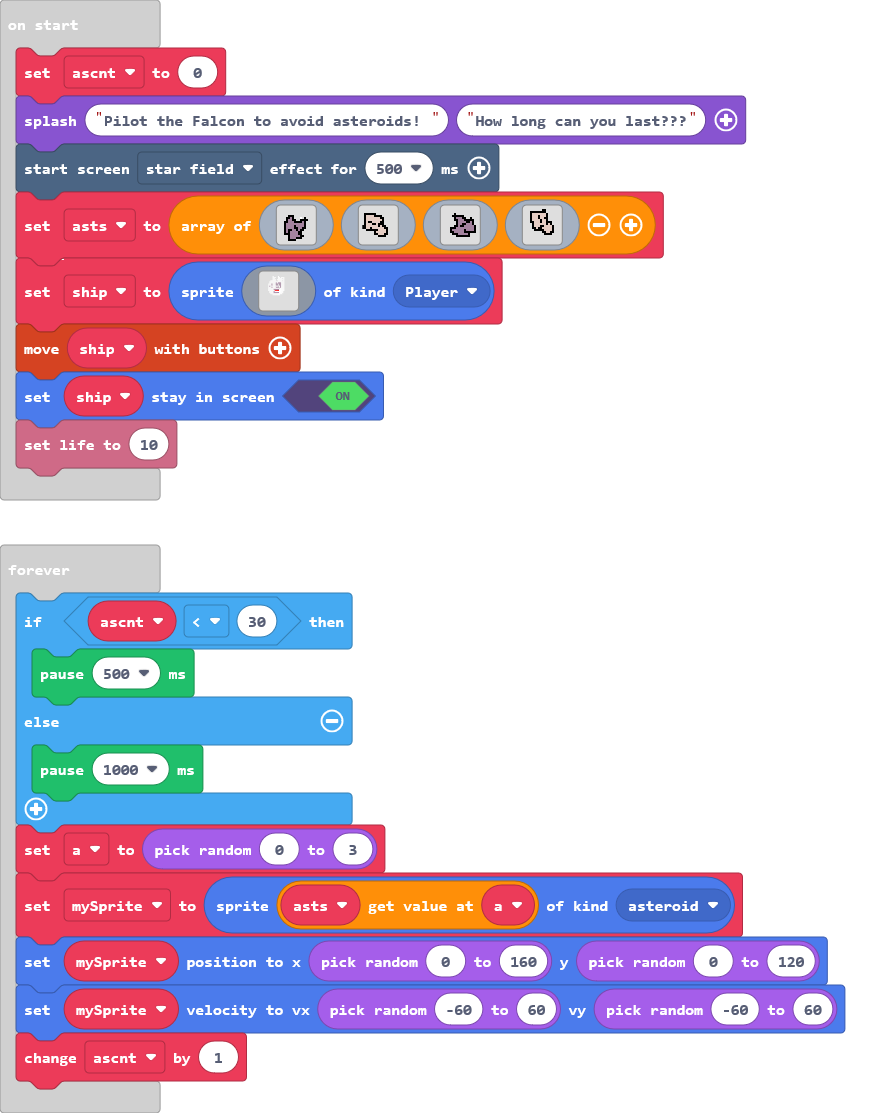 on start
set ascnt to 0
splash "Pilot the Falcon to avoid asteroids! " "How long can you last???"
start screen star field effect for 500 ms
set asts to array of
set ship to sprite of kind Player
move ship with buttons
set ship stay in screen ON
set life to 10
forever
if ascnt < 30 then
pause 500 ms
else
pause 1000 ms
set a to pick random 0 to 3
set mySprite to sprite asts get value at a of kind asteroid
set mySprite position to x pick random 0 to 160 y pick random 0 to 120
set mySprite velocity to vx pick random -60 to 60 vy pick random -60 to 60
change ascnt by 1